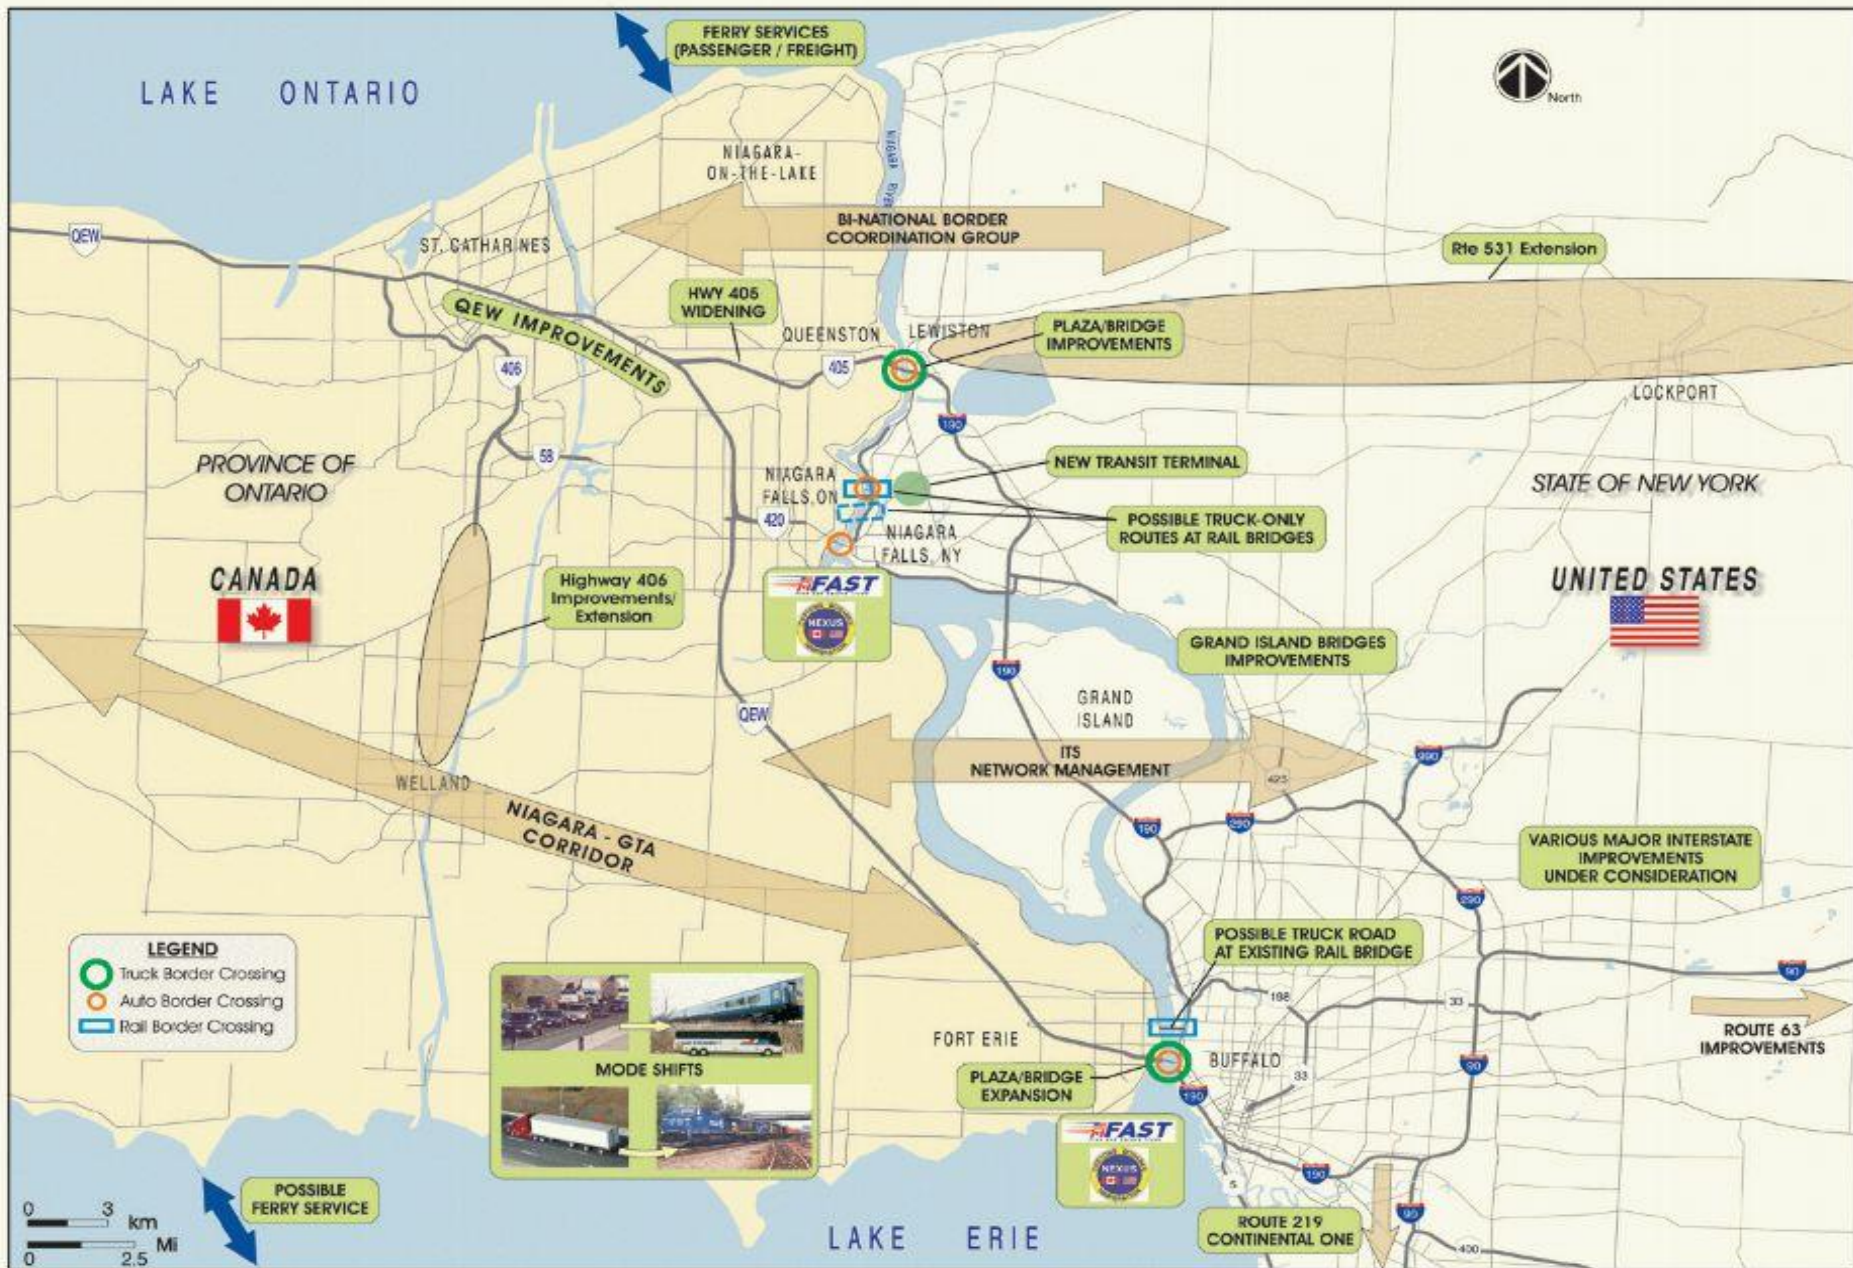 FERRY SERVICES
(PASSENGER / FREIGHT)
LAKE ONTARIO
North
NIAGARA-
ON-THE-LAKE
NIAGARA RIVER
BI-NATIONAL BORDER
COORDINATION GROUP
QEW
ST. CATHARINES
Rte 531 Extension
HWY 405
WIDENING
QEW IMPROVEMENTS
QUEENSTON
LEWISTON
PLAZA/BRIDGE
IMPROVEMENTS
406
405
LOCKPORT
190
58
PROVINCE OF
ONTARIO
NIAGARA
FALLS, ON
NEW TRANSIT TERMINAL
STATE OF NEW YORK
420
NIAGARA
FALLS, NY
POSSIBLE TRUCK-ONLY
ROUTES AT RAIL BRIDGES
CANADA
Highway 406
Improvements/
Extension
FAST
NEXUS
UNITED STATES
GRAND ISLAND BRIDGES
IMPROVEMENTS
190
GRAND
ISLAND
QEW
ITS
NETWORK MANAGEMENT
990
425
WELLAND
NIAGARA - GTA
CORRIDOR
190
290
VARIOUS MAJOR INTERSTATE
IMPROVEMENTS
UNDER CONSIDERATION
290
LEGEND
Truck Border Crossing
Auto Border Crossing
Rail Border Crossing
POSSIBLE TRUCK ROAD
AT EXISTING RAIL BRIDGE
90
198
33
ROUTE 63
IMPROVEMENTS
FORT ERIE
BUFFALO
MODE SHIFTS
PLAZA/BRIDGE
EXPANSION
33
90
190
FAST
NEXUS
190
5
POSSIBLE
FERRY SERVICE
0 3 km
Mi
0 2.5
LAKE ERIE
ROUTE 219
CONTINENTAL ONE
90
400